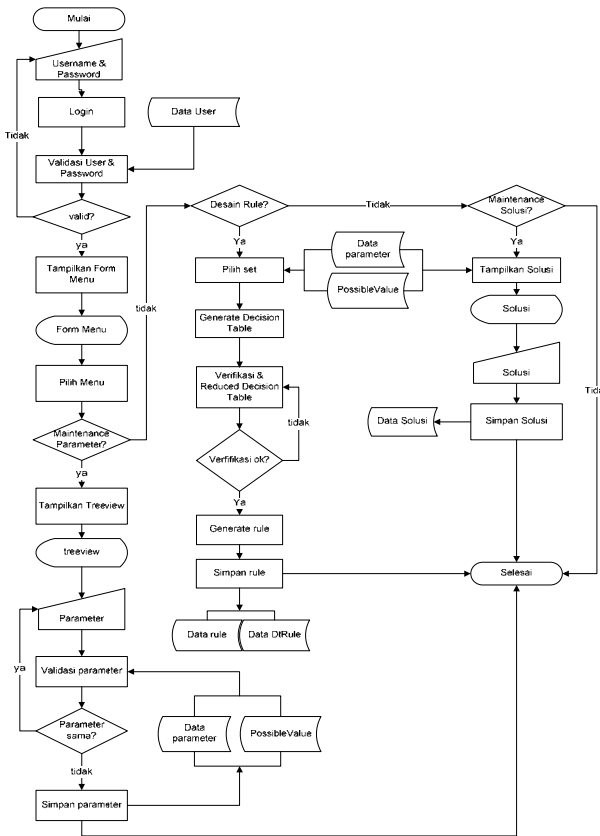 Mulai
Username &
Password
Login
Data User
Tidak
Validasi User &
Password
valid?
ya
Tampilkan Form
Menu
Form Menu
Pilih Menu
Maintenance
Parameter?
ya
tidak
Tampilkan Treeview
treeview
Parameter
Validasi parameter
ya
Parameter
sama?
tidak
Simpan parameter
Data
parameter
PossibleValue
Desain Rule?
Tidak
Ya
Pilih set
Data
parameter
PossibleValue
Generate Decision
Table
Verifikasi &
Reduced Decision
Table
tidak
Verfifikasi ok?
Ya
Generate rule
Simpan rule
Data rule
Data DtRule
Maintenance
Solusi?
Ya
Tampilkan Solusi
Solusi
Solusi
Simpan Solusi
Data Solusi
Selesai